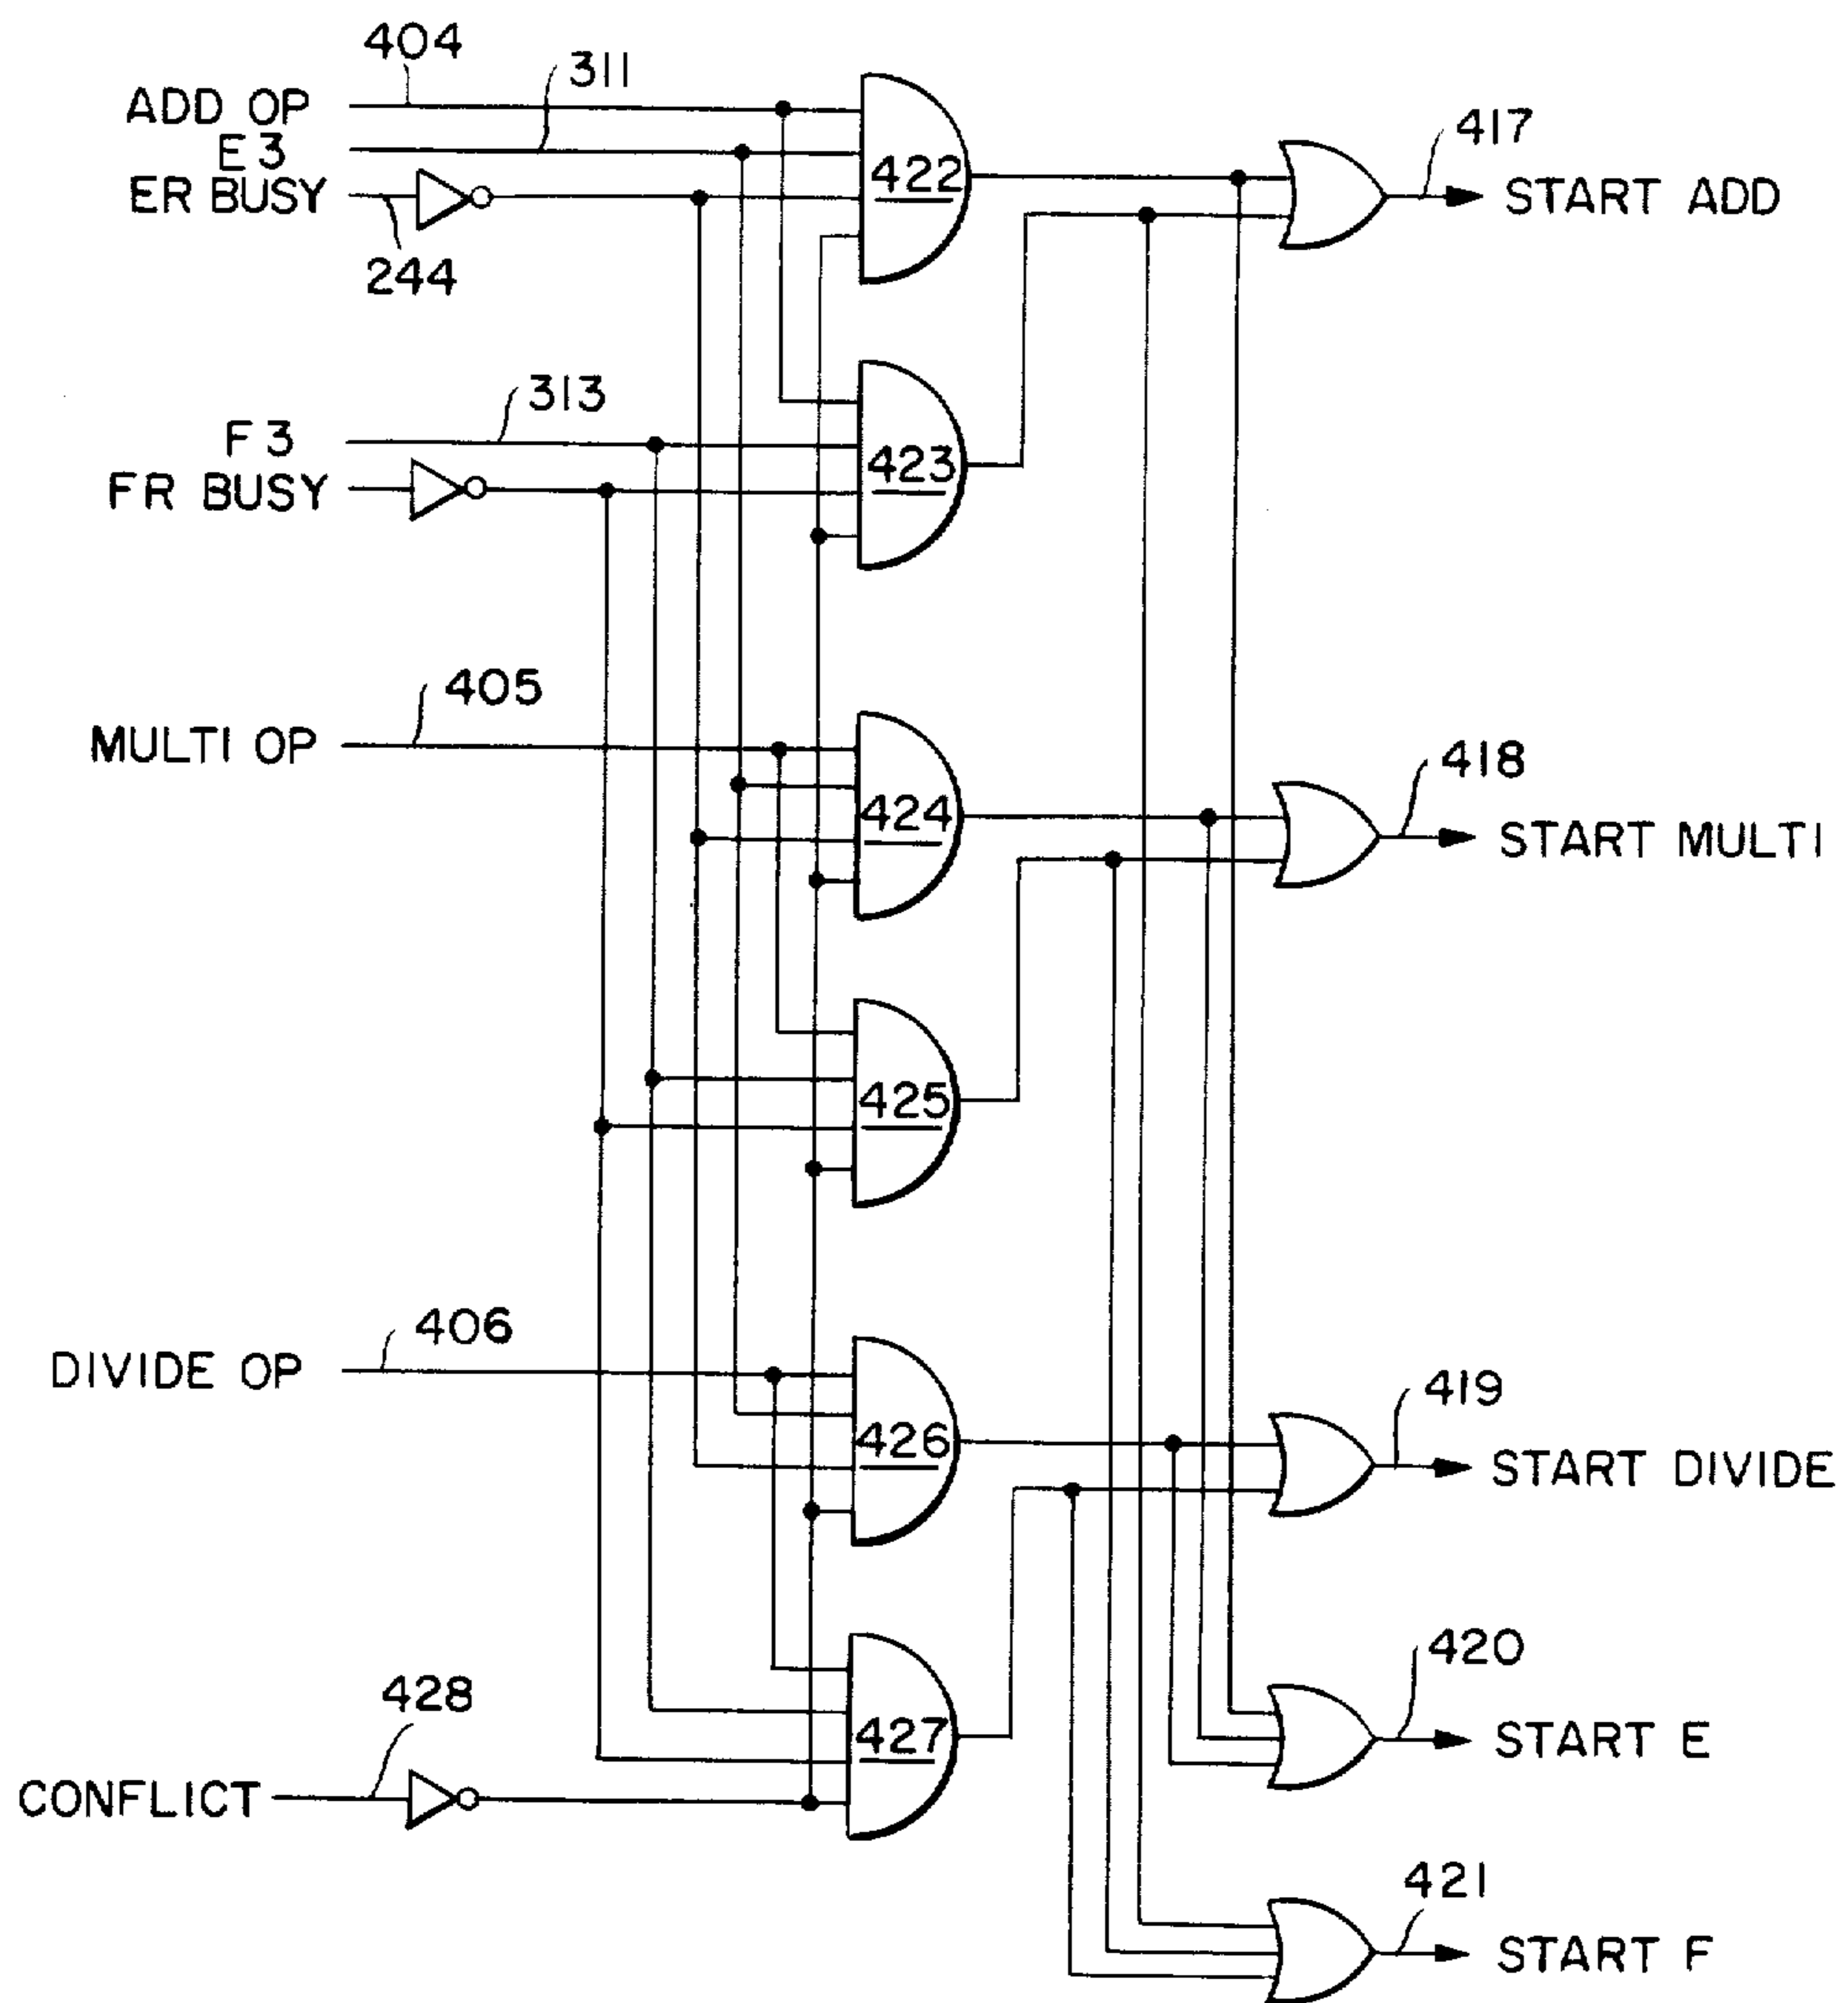 404
311
ADD OP
E3
ER BUSY
244
422
417
START ADD
313
F3
FR BUSY
423
405
MULTI OP
424
418
START MULTI
425
406
DIVIDE OP
426
419
START DIVIDE
427
420
START E
428
CONFLICT
421
START F